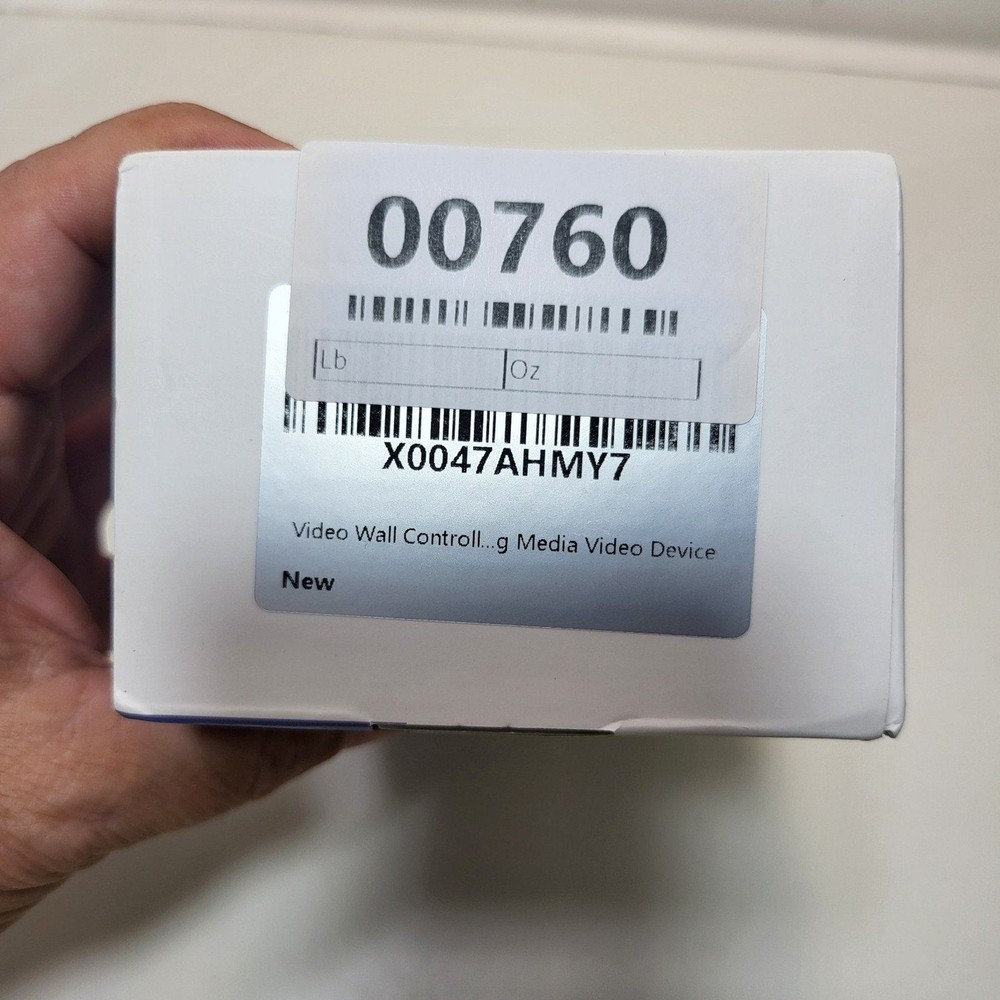 00760
Lb Oz
X0047AHMY7
Video Wall Controll...g Media Video Device
New